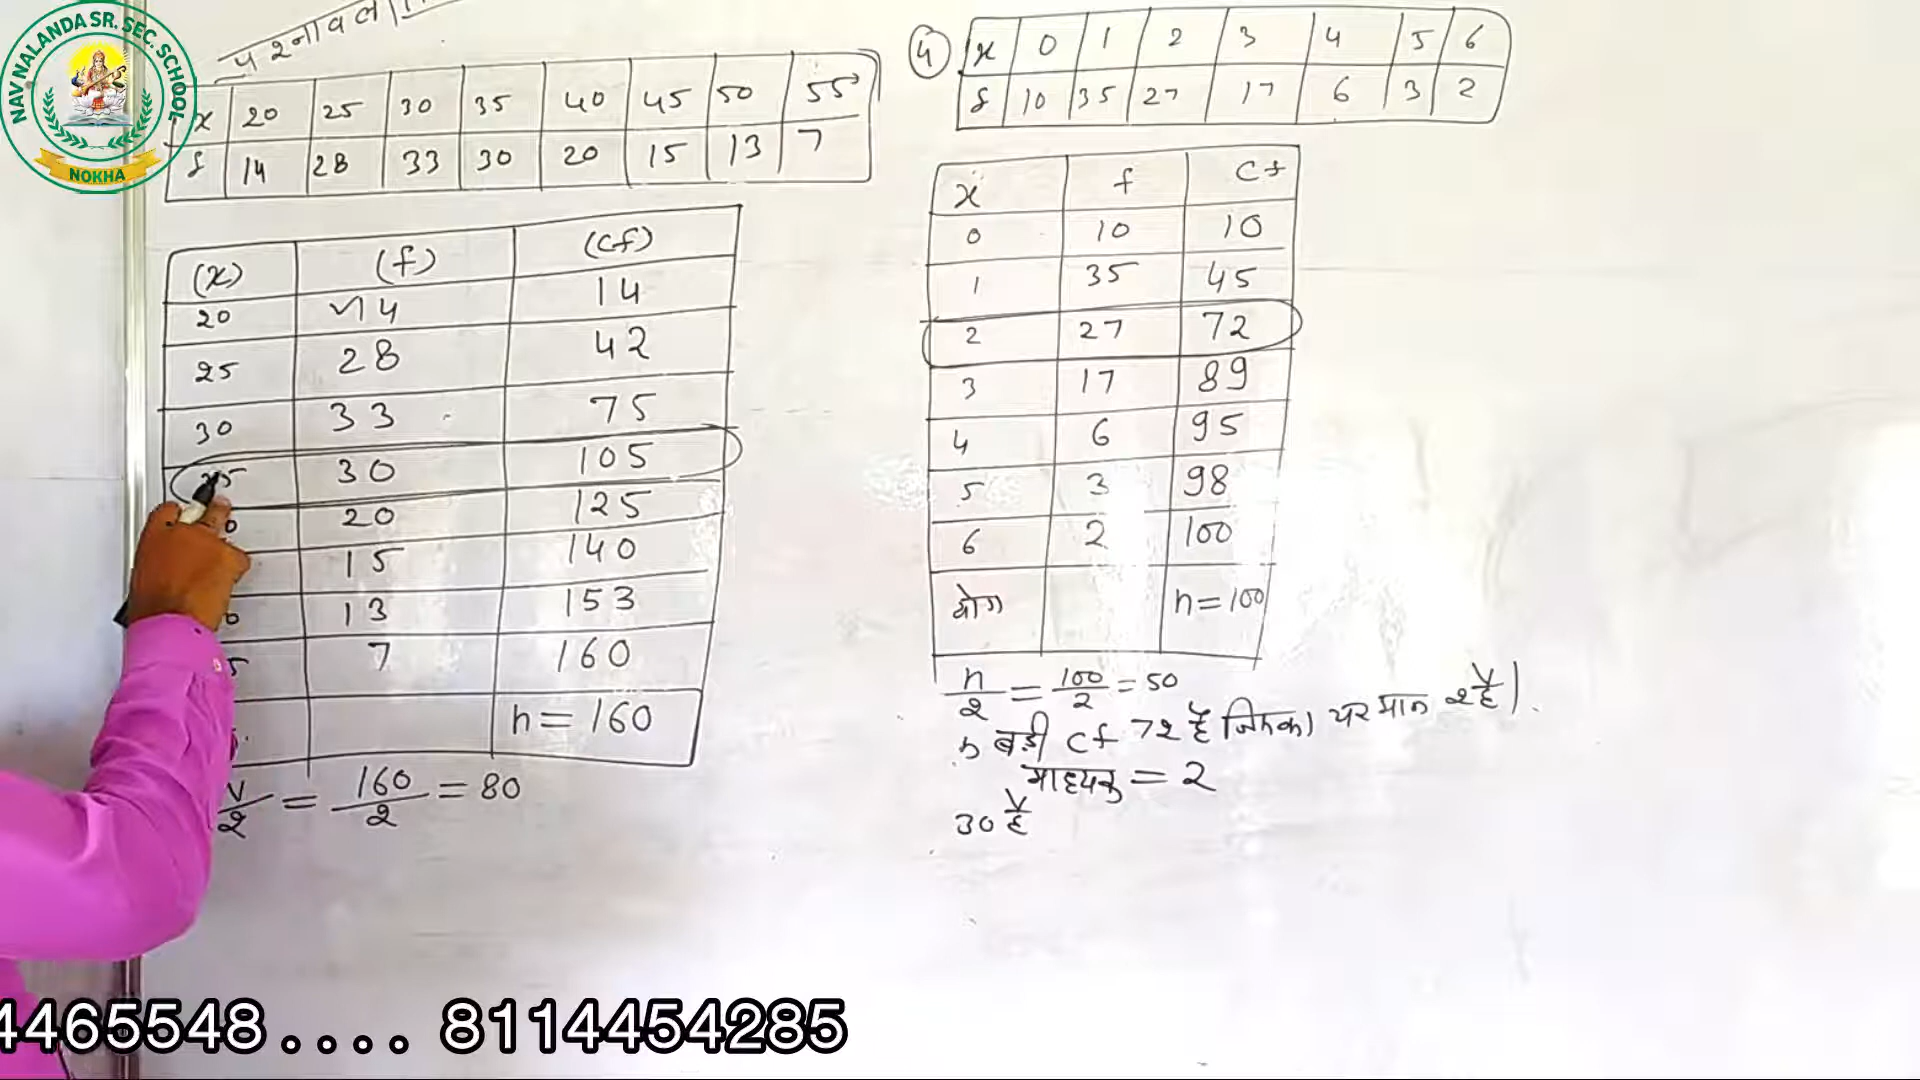 NAV NALANDA SR. SEC. SCHOOL
NOKHA
x 20 25 30 35 40 45 50 55
f 14 28 33 30 20 15 13 7
(x) (f) (cf)
20 14 14
25 28 42
30 33 75
35 30 105
20 125
15 140
13 153
7 160
n = 160
/2 = 160/2 = 80
4 x 0 1 2 3 4 5 6
f 10 35 27 17 6 3 2
x f cf
0 10 10
1 35 45
2 27 72
3 17 89
4 6 95
5 3 98
6 2 100
योग n = 100
n/2 = 100/2 = 50
बड़ी cf 72 है जिसका पर मान 2 है।
माध्यक = 2
30 है
4465548.... 8114454285